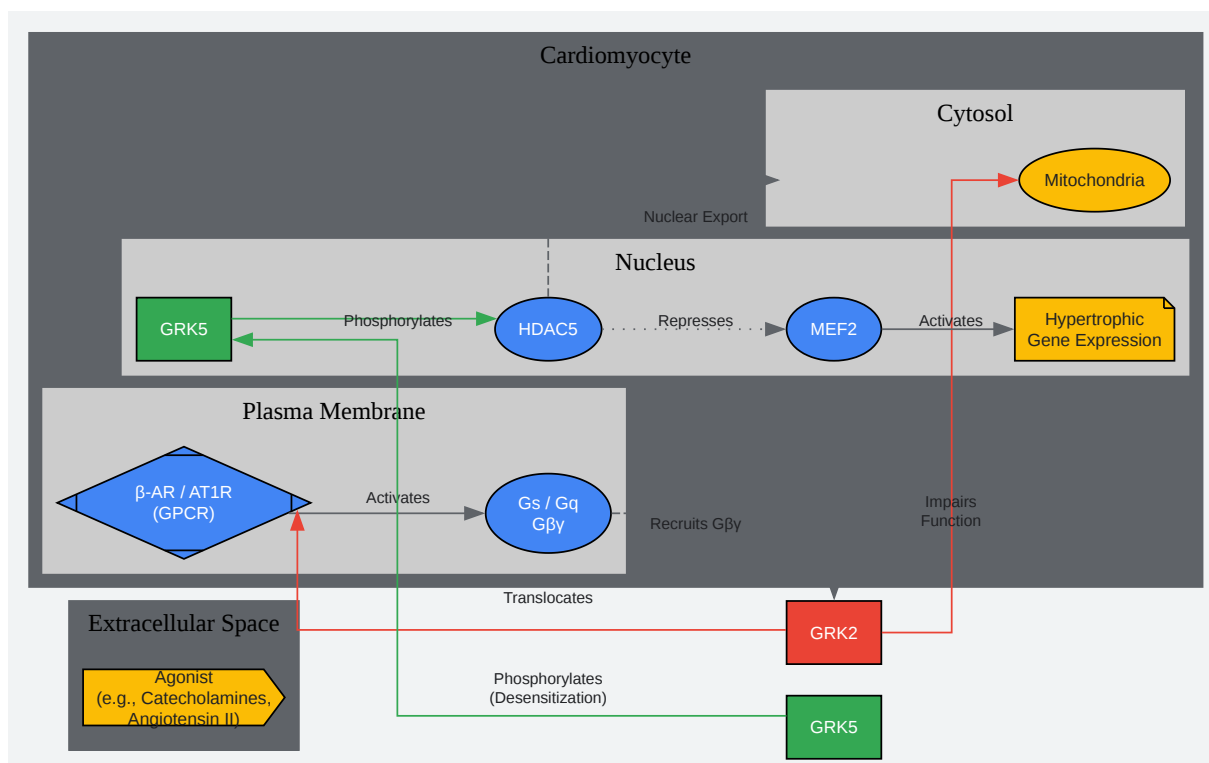 Cardiomyocyte
Cytosol
Mitochondria
Nuclear Export
Nucleus
GRK5
Phosphorylates
HDAC5
Represses
MEF2
Activates
Hypertrophic
Gene Expression
Plasma Membrane
β-AR / AT1R
(GPCR)
Activates
Gs / Gq
Gβγ
Recruits Gβγ
Impairs
Function
Translocates
Extracellular Space
GRK2
Agonist
(e.g., Catecholamines,
Angiotensin II)
Phosphorylates
(Desensitization)
GRK5